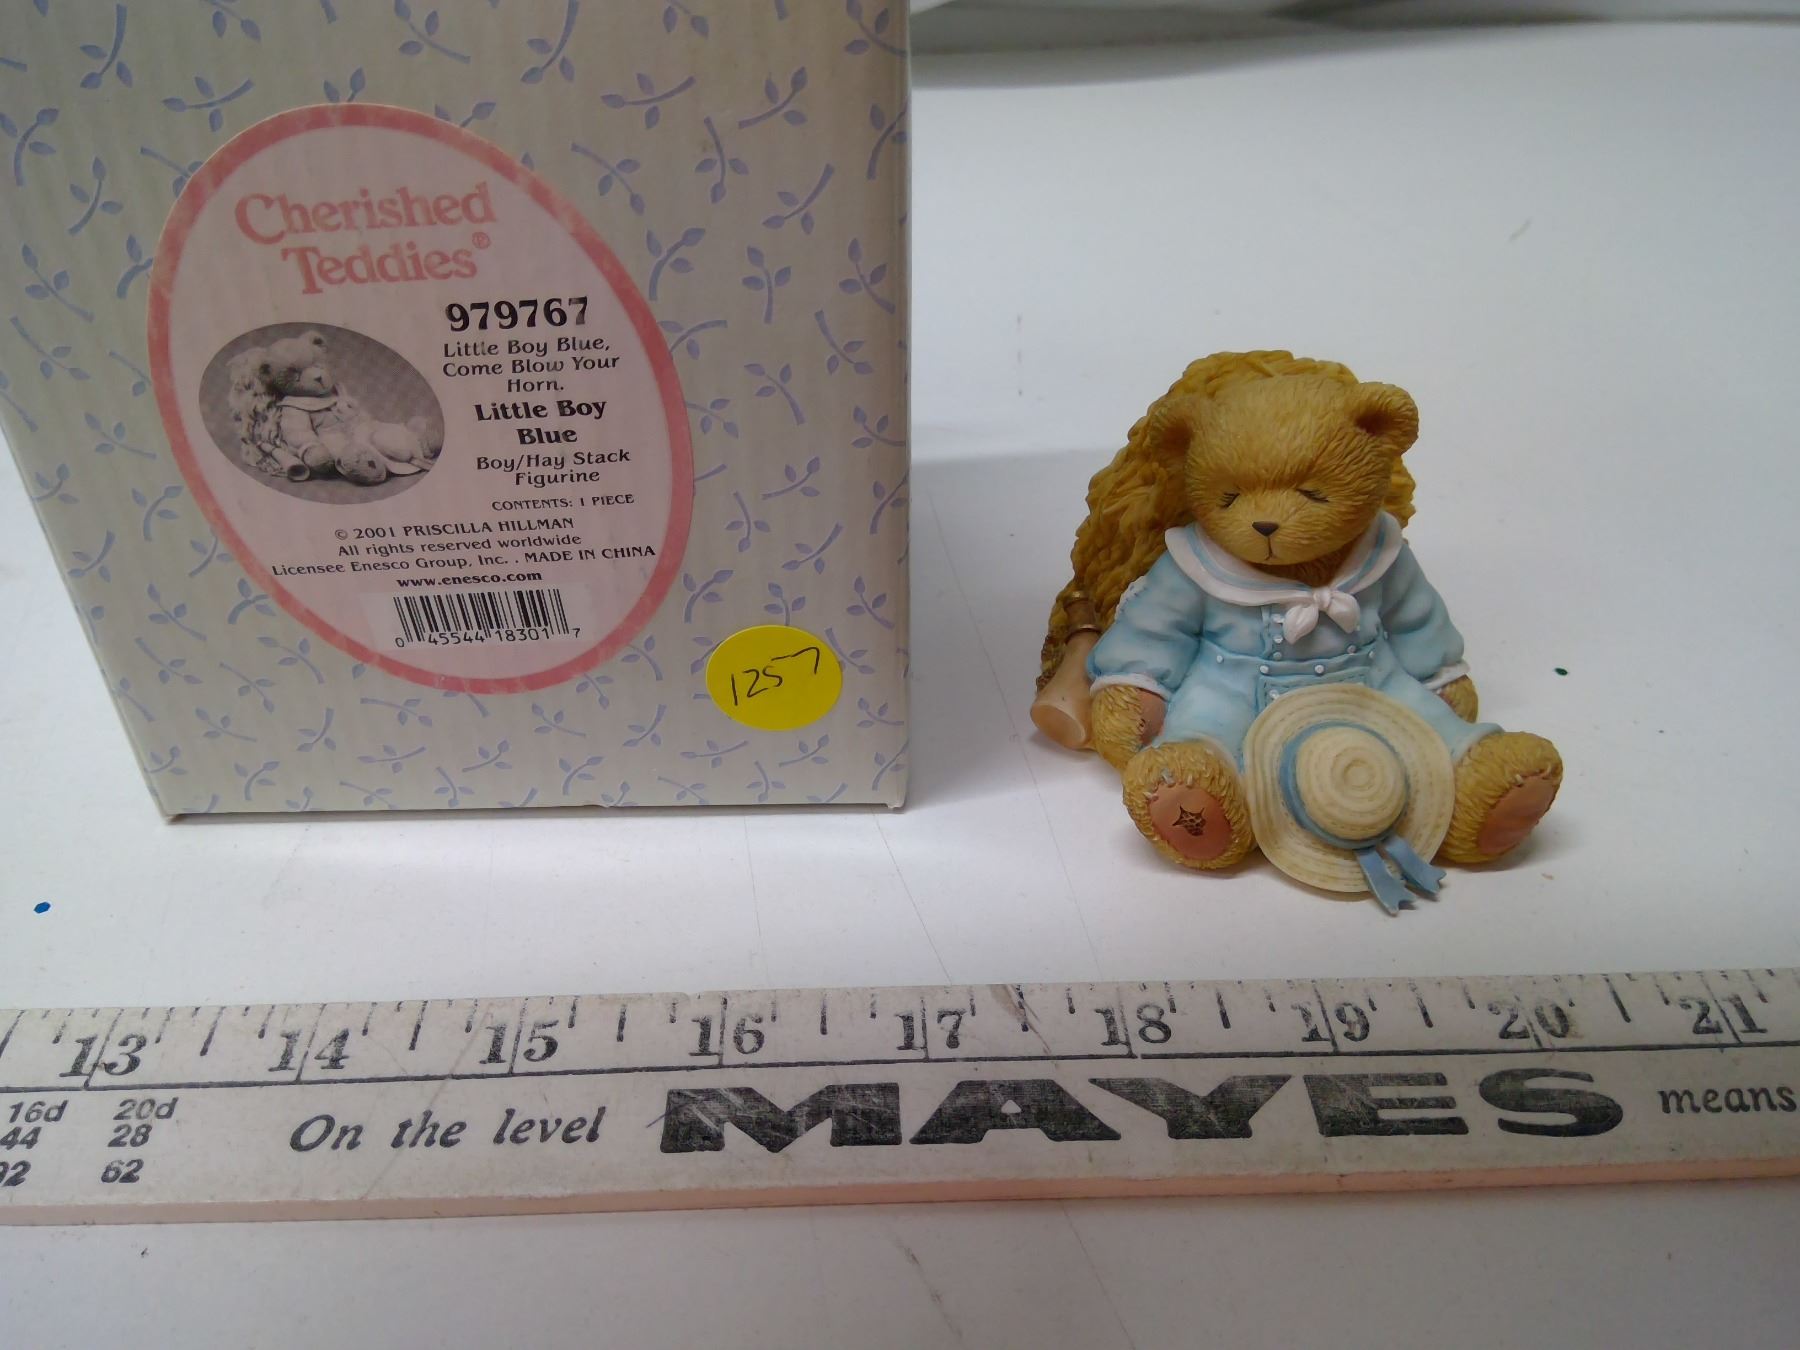 Cherished
Teddies®
979767
Little Boy Blue,
Come Blow Your
Horn.
Little Boy
Blue
Boy/Hay Stack
Figurine
CONTENTS: 1 PIECE
© 2001 PRISCILLA HILLMAN
All rights reserved worldwide
Licensee Enesco Group, Inc. . MADE IN CHINA
www.enesco.com
0 45544 18301 7
1257
13 14 15 16 17 18 19 20 21
16d 20d
44 28
62
On the level MAYES means